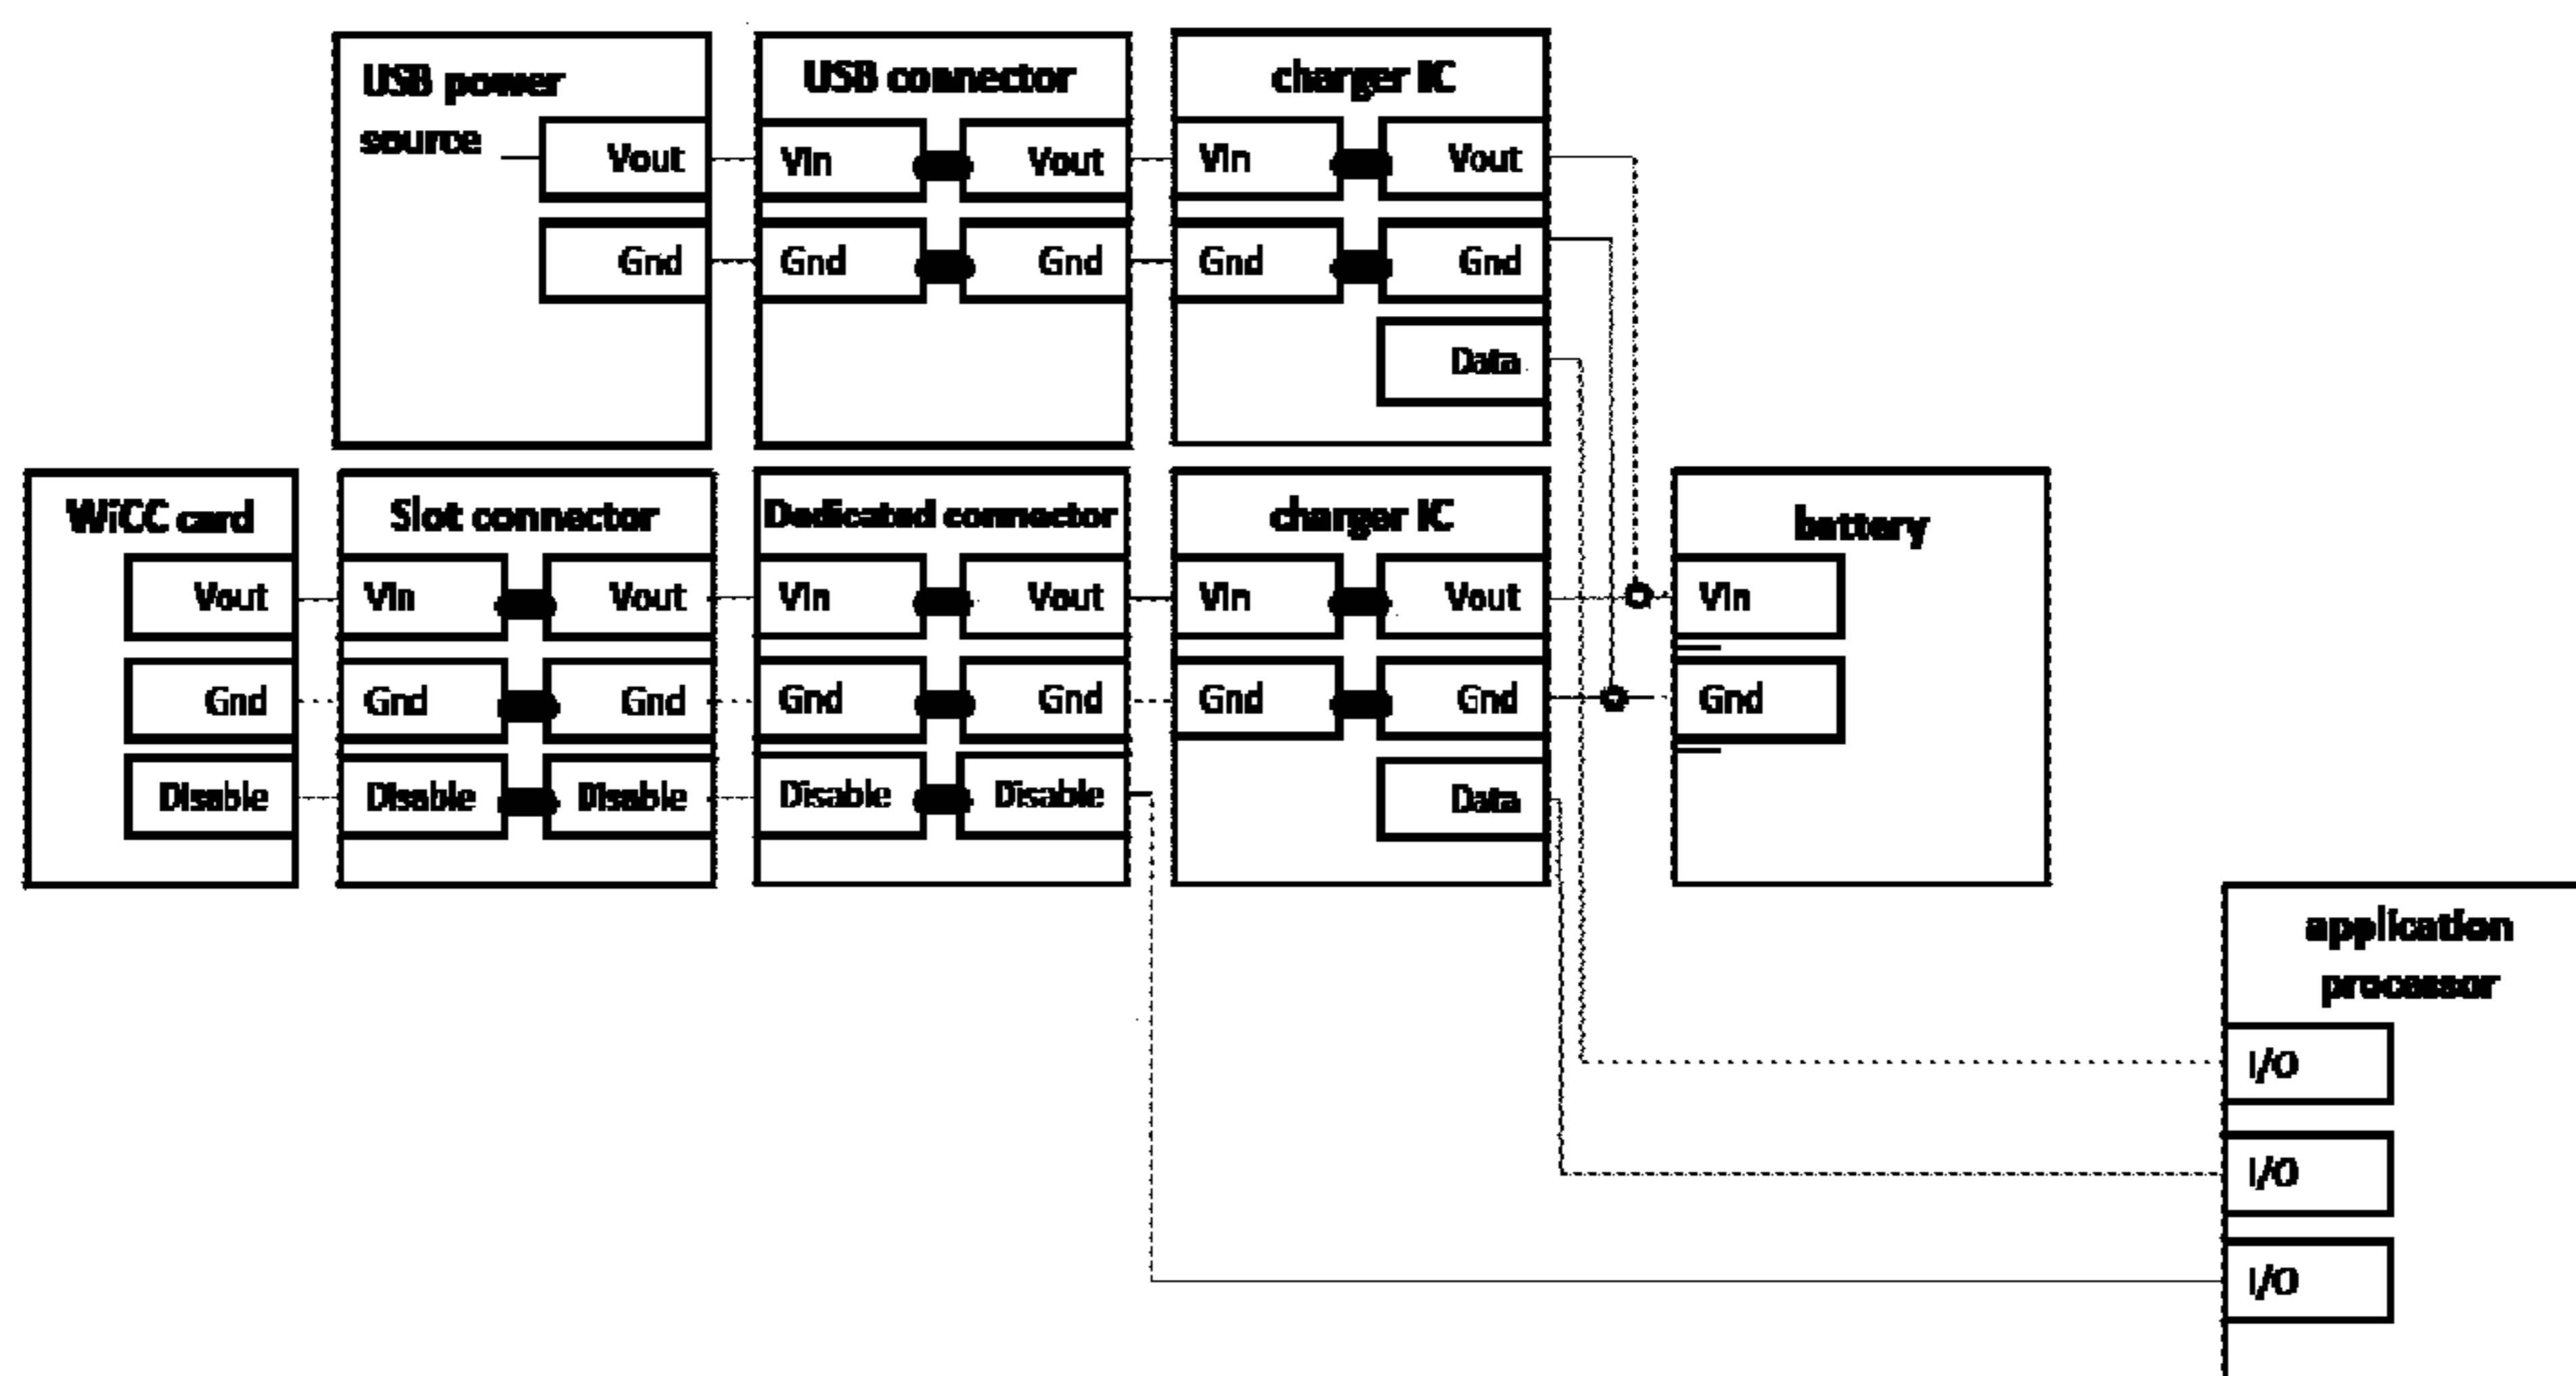 USB power
source
Vout
Gnd
USB connector
Vin
Vout
Gnd
Gnd
charger IC
Vin
Vout
Gnd
Gnd
Data
WiCC card
Vout
Gnd
Disable
Slot connector
Vin
Vout
Gnd
Gnd
Disable
Disable
Dedicated connector
Vin
Vout
Gnd
Gnd
Disable
Disable
charger IC
Vin
Vout
Gnd
Gnd
Data
battery
Vin
Gnd
application
processor
I/O
I/O
I/O